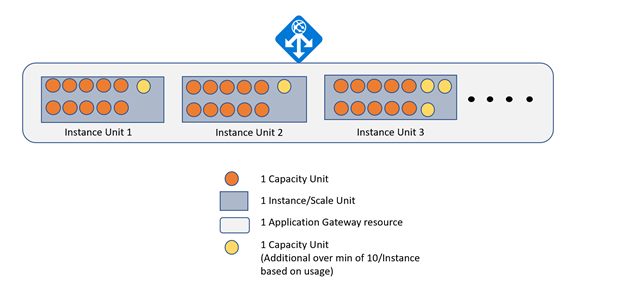 Instance Unit 1
Instance Unit 2
Instance Unit 3
1 Capacity Unit
1 Instance/Scale Unit
1 Application Gateway resource
1 Capacity Unit
(Additional over min of 10/Instance
based on usage)